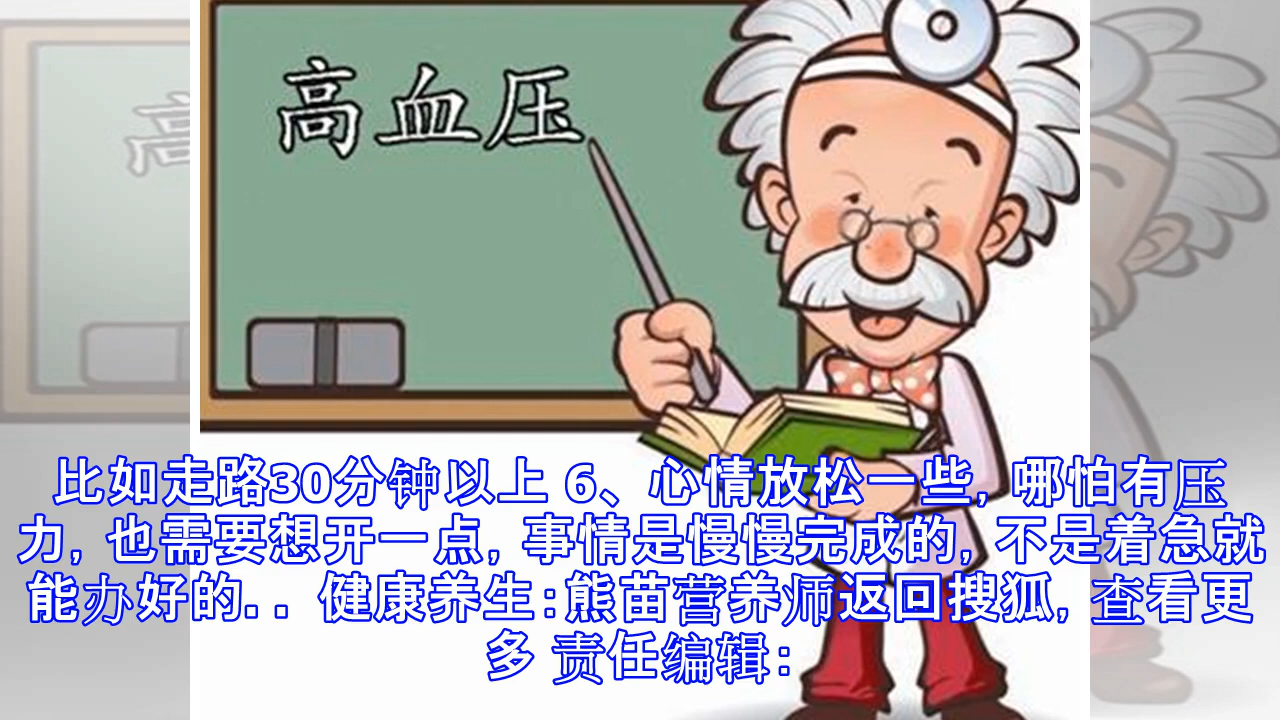 高血压
比如走路30分钟以上 6、心情放松一些, 哪怕有压
力, 也需要想开一点, 事情是慢慢完成的, 不是着急就
能办好的. . 健康养生:熊苗营养师返回搜狐, 查看更
多 责任编辑: